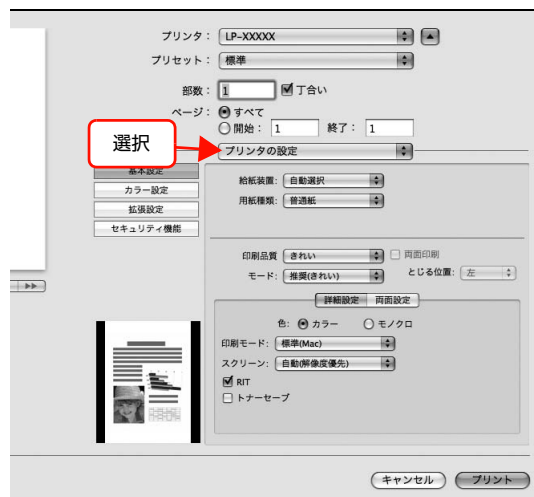 プリンタ： LP-XXXXX
プリセット： 標準
部数： 1 丁合い
ページ： すべて
開始： 1 終了： 1
選択
プリンタの設定
基本設定
カラー設定
拡張設定
セキュリティ機能
給紙装置： 自動選択
用紙種類： 普通紙
印刷品質 きれい 両面印刷
モード： 推奨(きれい) とじる位置： 左
詳細設定 両面設定
色： カラー モノクロ
印刷モード： 標準(Mac)
スクリーン： 自動(解像度優先)
RIT
トナーセーブ
キャンセル プリント